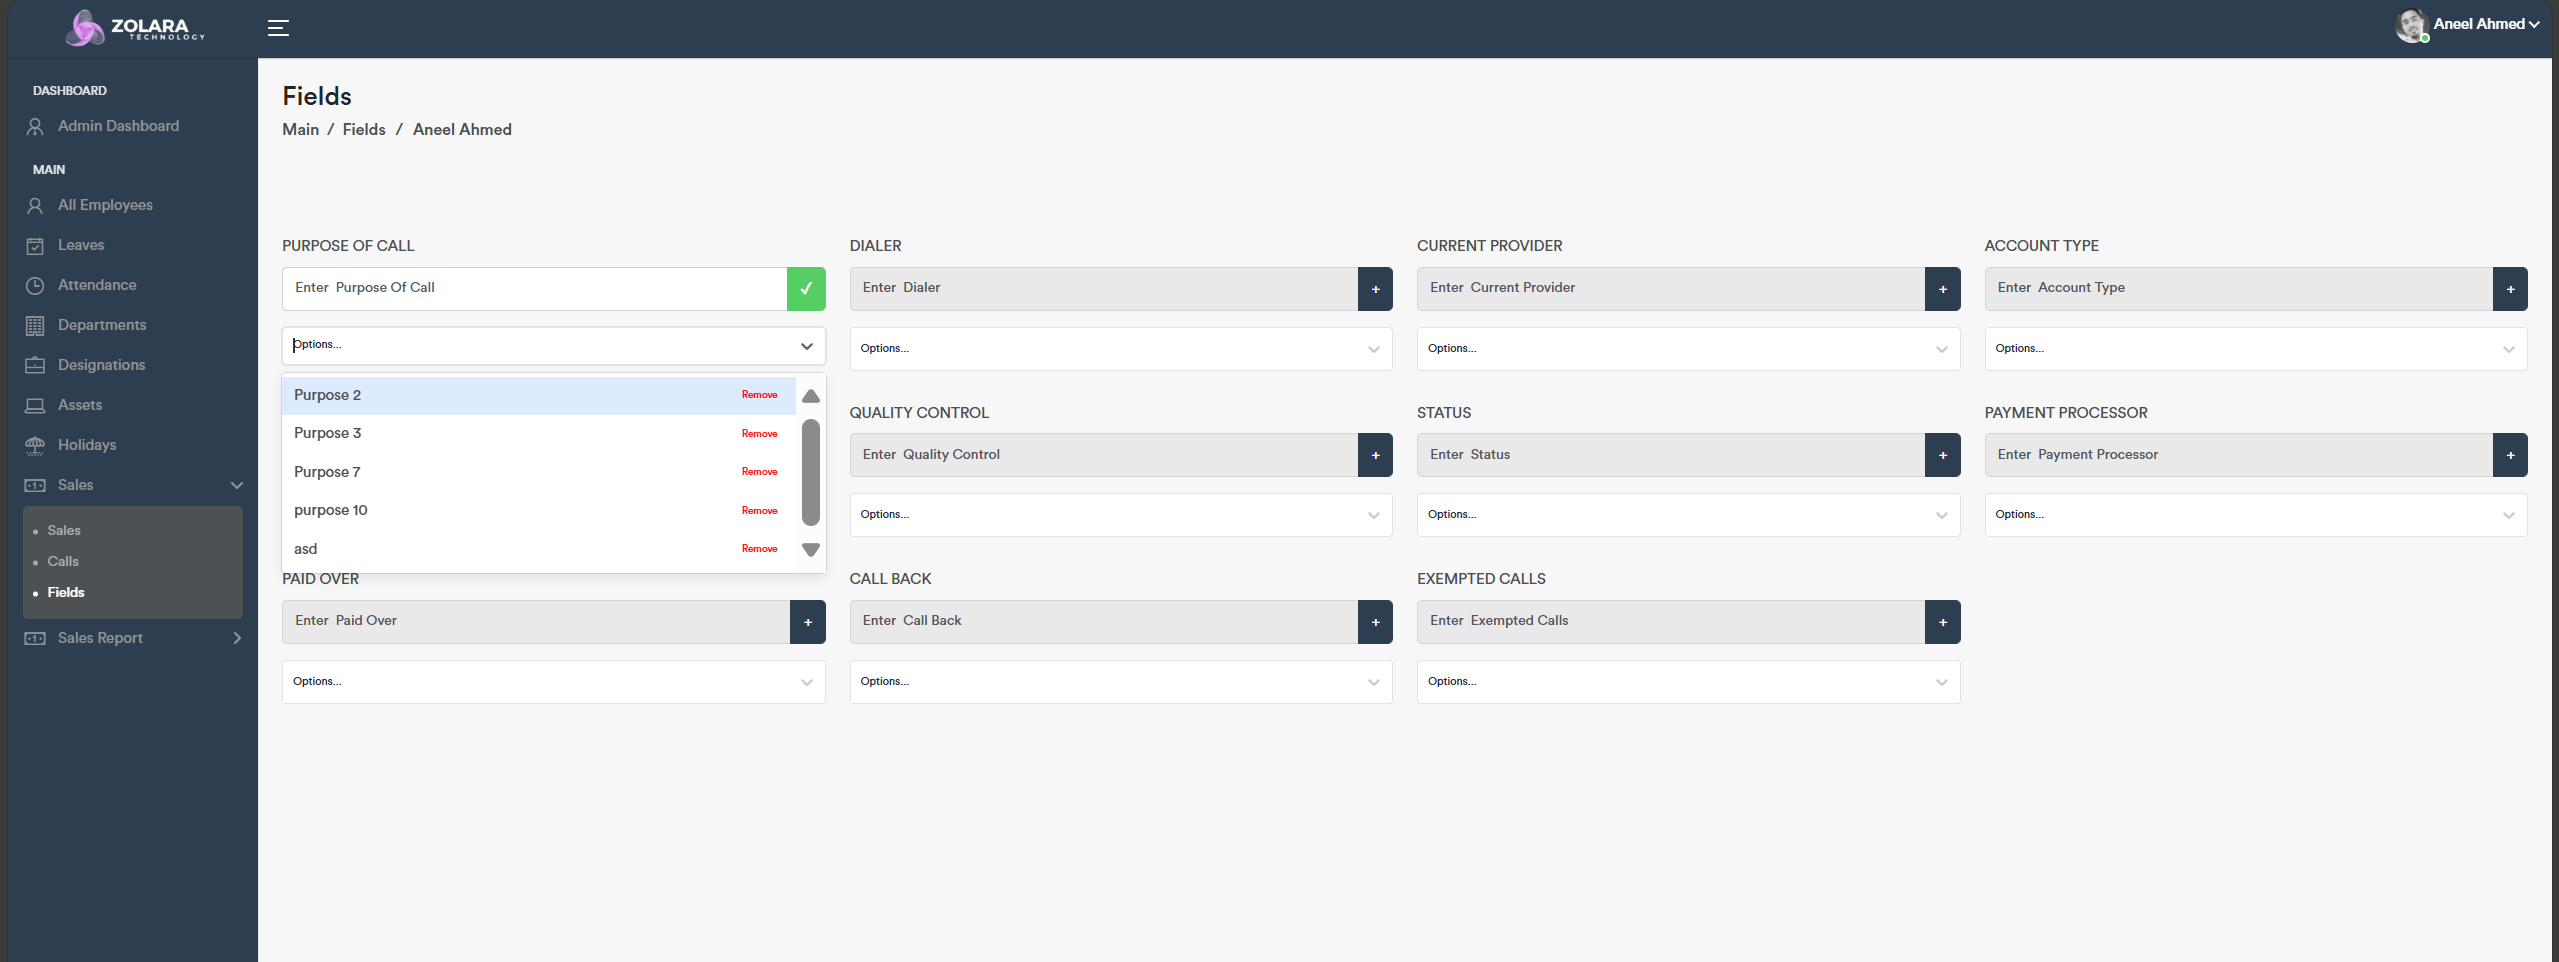 ZOLARA
TECHNOLOGY
Aneel Ahmed
DASHBOARD
Admin Dashboard
MAIN
All Employees
Leaves
Attendance
Departments
Designations
Assets
Holidays
Sales
Sales
Calls
Fields
Sales Report
Fields
Main / Fields / Aneel Ahmed
PURPOSE OF CALL
Enter Purpose Of Call
Options...
Purpose 2 Remove
Purpose 3 Remove
Purpose 7 Remove
purpose 10 Remove
asd Remove
DIALER
Enter Dialer +
Options...
CURRENT PROVIDER
Enter Current Provider +
Options...
ACCOUNT TYPE
Enter Account Type +
Options...
QUALITY CONTROL
Enter Quality Control +
Options...
STATUS
Enter Status +
Options...
PAYMENT PROCESSOR
Enter Payment Processor +
Options...
PAID OVER
Enter Paid Over +
Options...
CALL BACK
Enter Call Back +
Options...
EXEMPTED CALLS
Enter Exempted Calls +
Options...